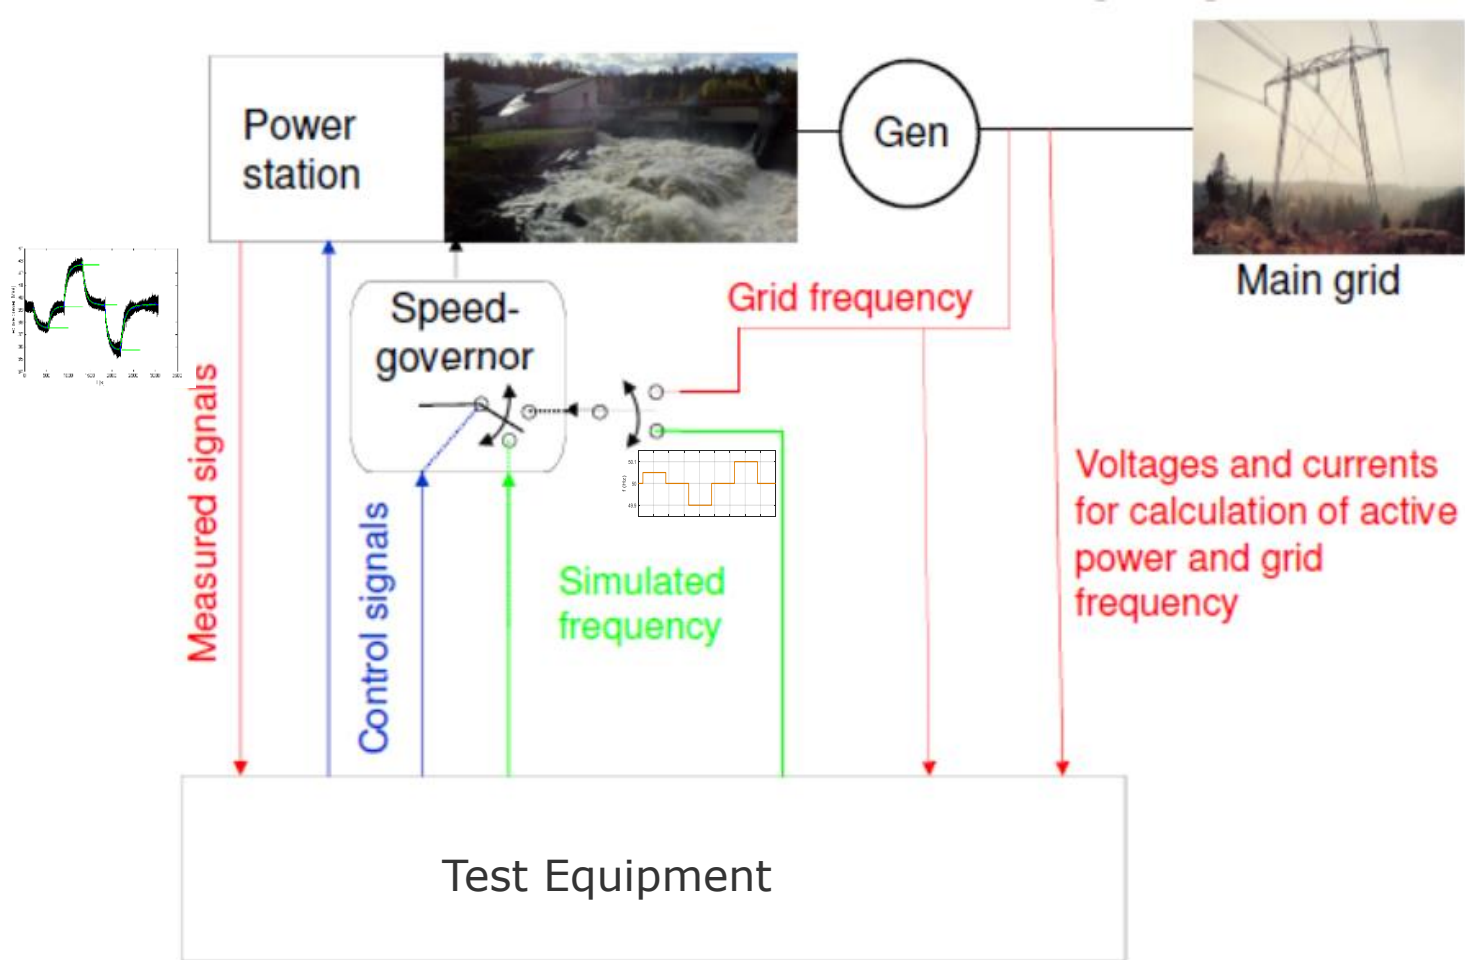 Power
station
Gen
Main grid
Speed-
governor
Grid frequency
Measured signals
Control signals
Simulated
frequency
Voltages and currents
for calculation of active
power and grid
frequency
Test Equipment